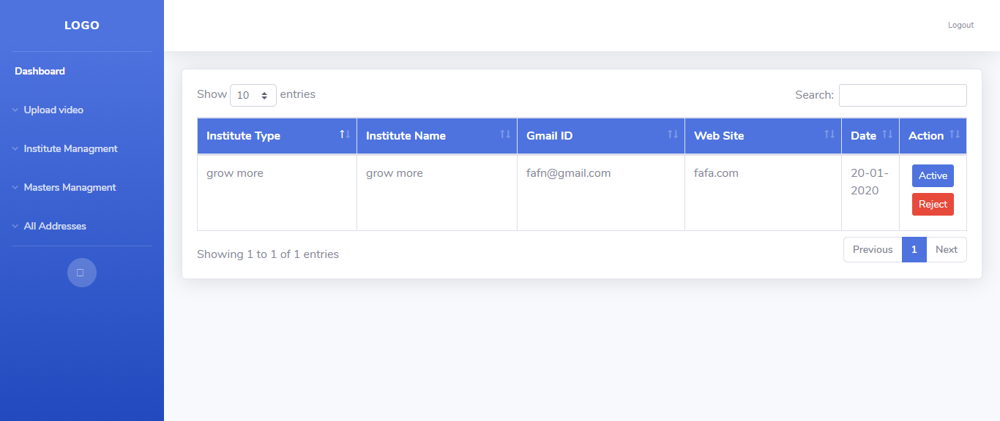 LOGO
Logout
Dashboard
Upload video
Institute Managment
Masters Managment
All Addresses
Show 10 entries
Search:
Institute Type Institute Name Gmail ID Web Site Date Action
grow more grow more fafn@gmail.com fafa.com 20-01-
2020
Active
Reject
Showing 1 to 1 of 1 entries
Previous 1 Next